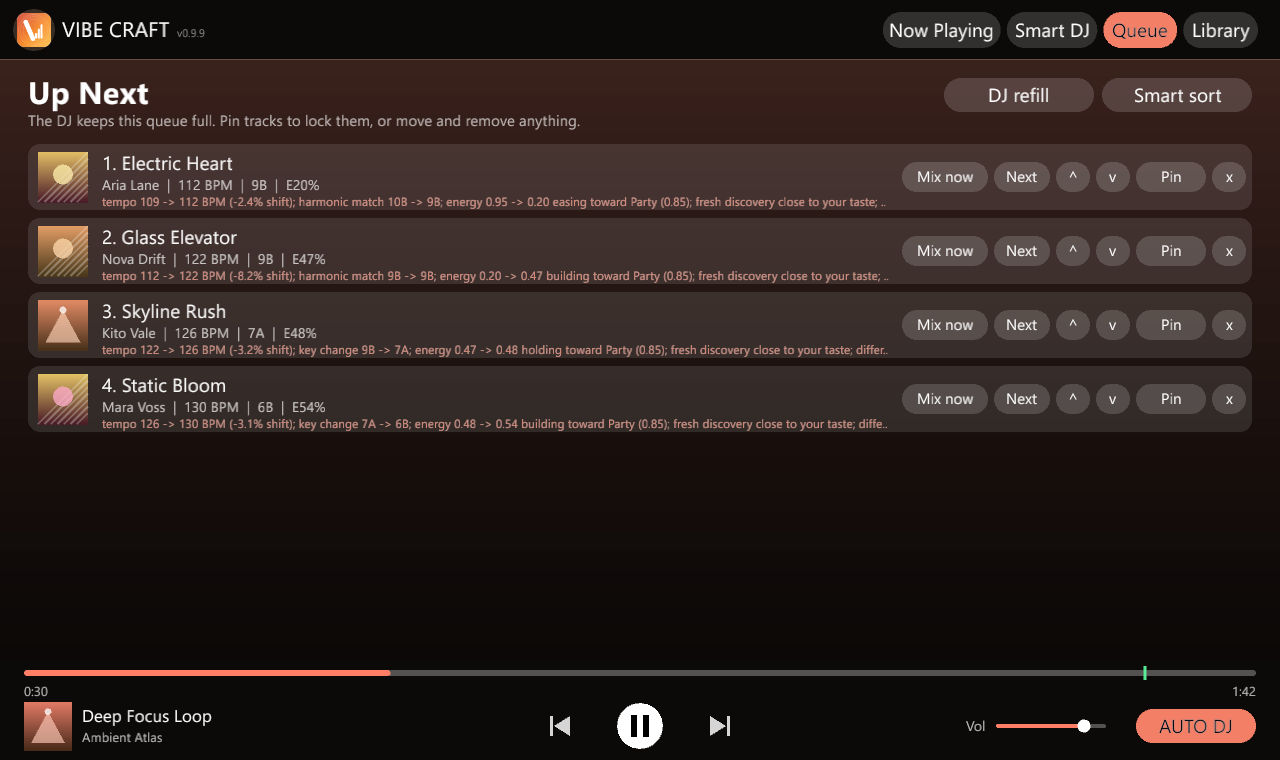 VIBE CRAFT v0.9.9
Now Playing
Smart DJ
Queue
Library
Up Next
DJ refill
Smart sort
The DJ keeps this queue full. Pin tracks to lock them, or move and remove anything.
1. Electric Heart
Aria Lane | 112 BPM | 9B | E20%
tempo 109 -> 112 BPM (-2.4% shift); harmonic match 10B -> 9B; energy 0.95 -> 0.20 easing toward Party (0.85); fresh discovery close to your taste; ..
Mix now
Next
^
v
Pin
x
2. Glass Elevator
Nova Drift | 122 BPM | 9B | E47%
tempo 112 -> 122 BPM (-8.2% shift); harmonic match 9B -> 9B; energy 0.20 -> 0.47 building toward Party (0.85); fresh discovery close to your taste; ..
Mix now
Next
^
v
Pin
x
3. Skyline Rush
Kito Vale | 126 BPM | 7A | E48%
tempo 122 -> 126 BPM (-3.2% shift); key change 9B -> 7A; energy 0.47 -> 0.48 holding toward Party (0.85); fresh discovery close to your taste; differ..
Mix now
Next
^
v
Pin
x
4. Static Bloom
Mara Voss | 130 BPM | 6B | E54%
tempo 126 -> 130 BPM (-3.1% shift); key change 7A -> 6B; energy 0.48 -> 0.54 building toward Party (0.85); fresh discovery close to your taste; diffe..
Mix now
Next
^
v
Pin
x
0:30
1:42
Deep Focus Loop
Ambient Atlas
Vol
AUTO DJ